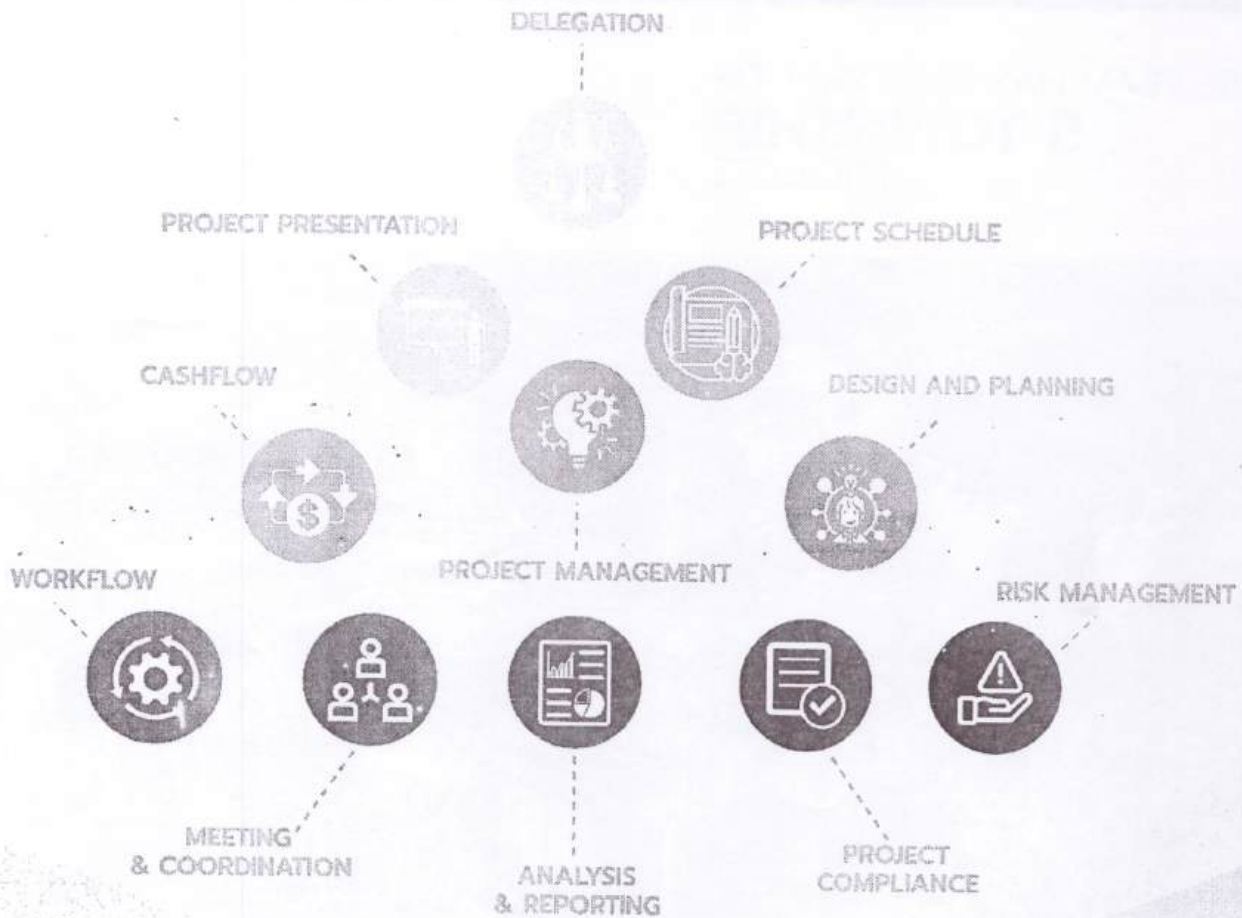 DELEGATION
PROJECT PRESENTATION
PROJECT SCHEDULE
CASHFLOW
DESIGN AND PLANNING
WORKFLOW
PROJECT MANAGEMENT
RISK MANAGEMENT
MEETING
& COORDINATION
ANALYSIS
& REPORTING
PROJECT
COMPLIANCE